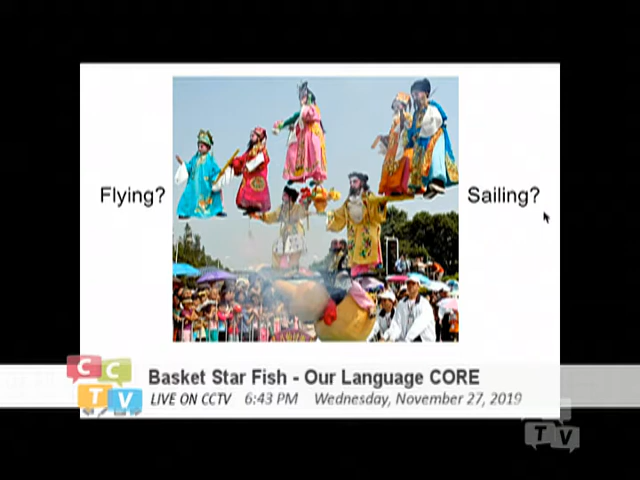 Flying?
Sailing?
CCTV
Basket Star Fish - Our Language CORE
LIVE ON CCTV 6:43 PM Wednesday, November 27, 2019
TV